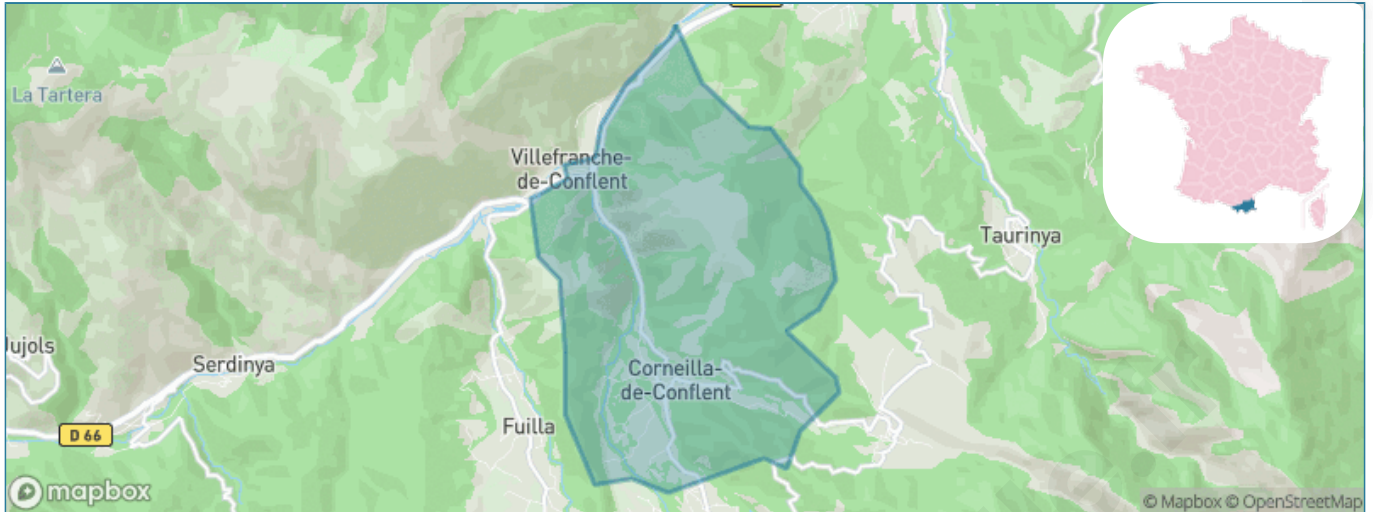 La Tartera
Villefranche-
de-Conflent
Taurinya
Jujols
Serdinya
Corneilla-
de-Conflent
Fuilla
D 66
mapbox
© Mapbox © OpenStreetMap